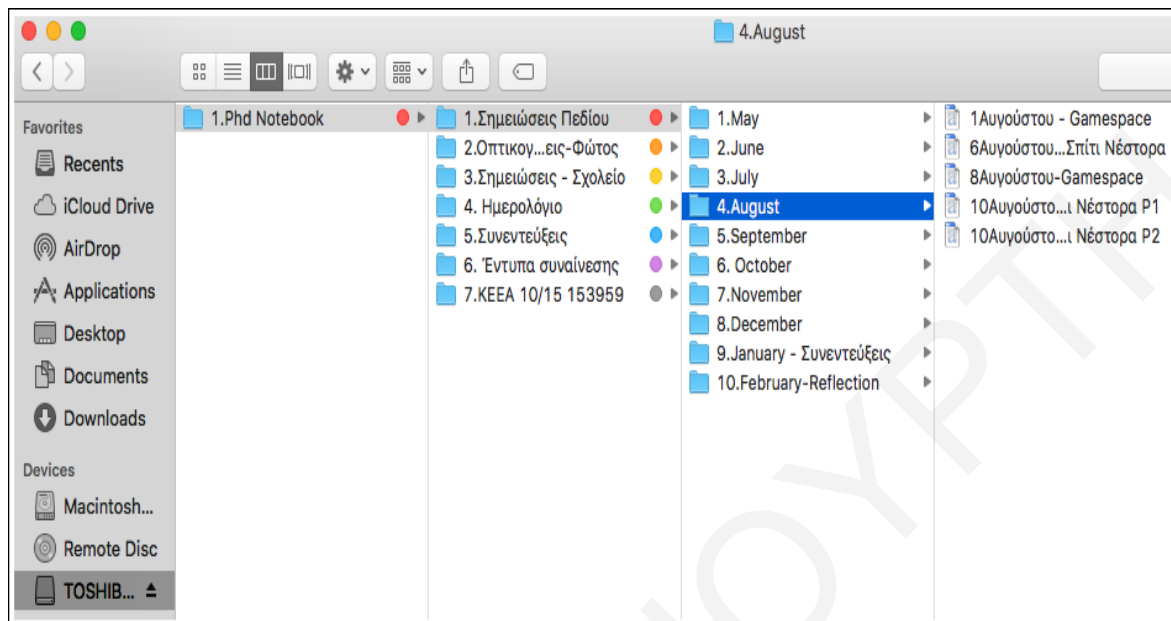 4.August
Favorites
Recents
iCloud Drive
AirDrop
Applications
Desktop
Documents
Downloads
Devices
Macintosh...
Remote Disc
TOSHIB...
1.Phd Notebook
1.Σημειώσεις Πεδίου
2.Οπτικογ...εις-Φώτος
3.Σημειώσεις - Σχολείο
4. Ημερολόγιο
5.Συνεντεύξεις
6. Έντυπα συναίνεσης
7.ΚΕΕΑ 10/15 153959
1.May
2.June
3.July
4.August
5.September
6. October
7.November
8.December
9.January - Συνεντεύξεις
10.February-Reflection
1Αυγούστου - Gamespace
6Αυγούστου...Σπίτι Νέστορα
8Αυγούστου-Gamespace
10Αυγούστο...ι Νέστορα P1
10Αυγούστο...ι Νέστορα P2